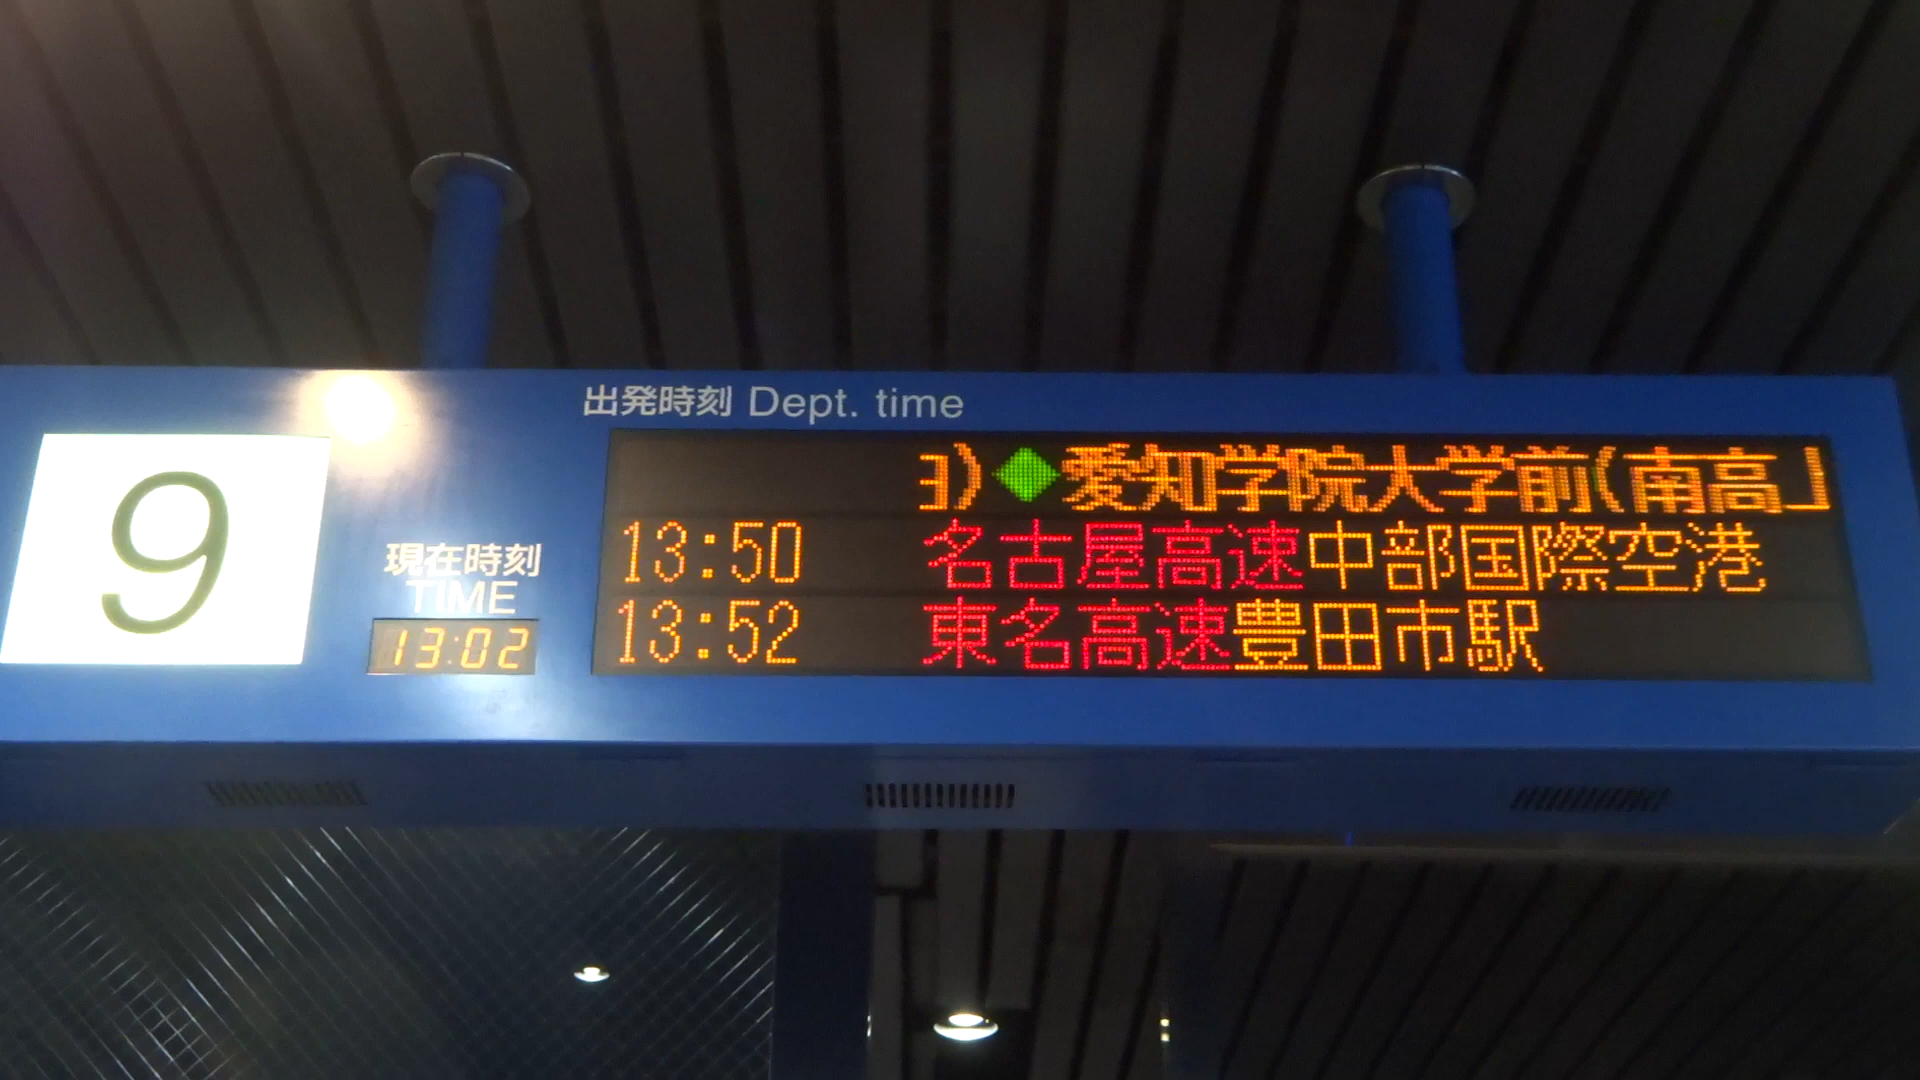 出発時刻 Dept. time
9
現在時刻
TIME
13:02
ヨ)◆愛知学院大学前(南高
13:50 名古屋高速中部国際空港
13:52 東名高速豊田市駅